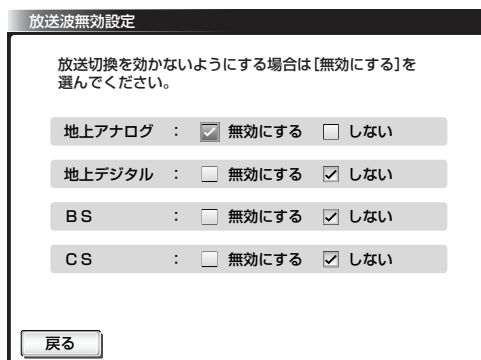 放送波無効設定
放送切換を効かないようにする場合は[無効にする]を
選んでください。
地上アナログ : 無効にする しない
地上デジタル : 無効にする しない
BS : 無効にする しない
CS : 無効にする しない
戻る